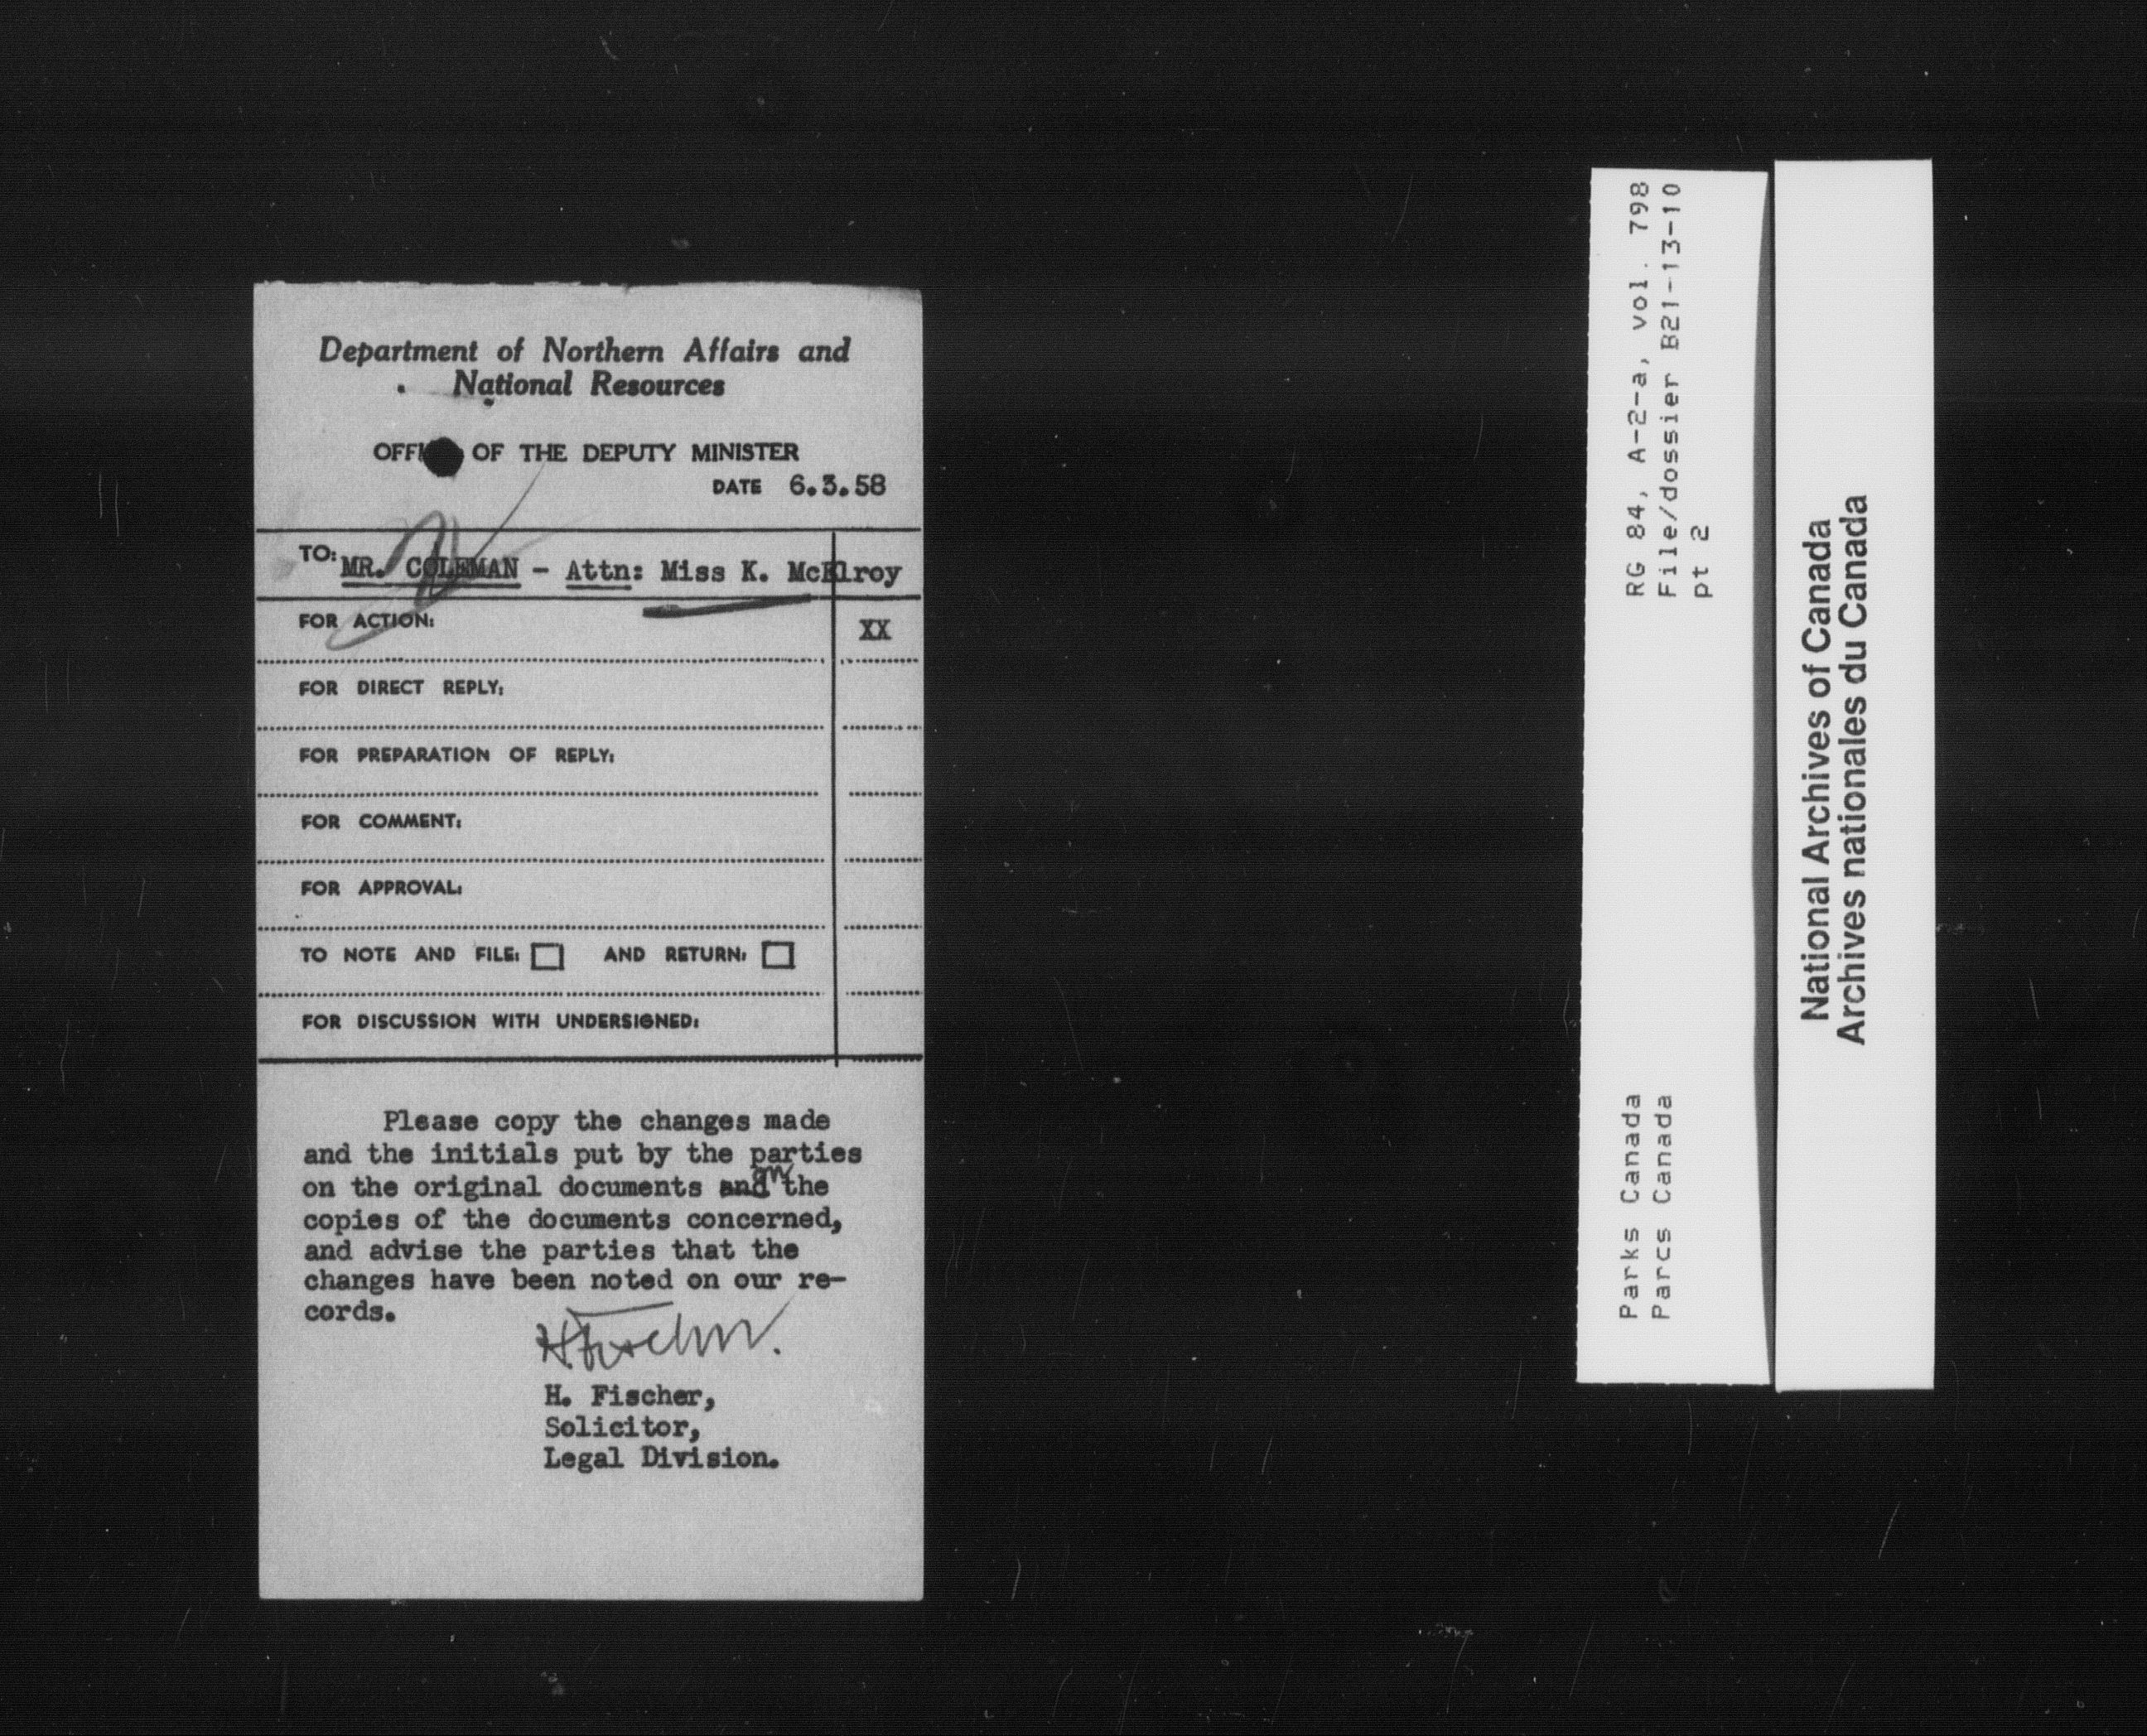 Department of Northern Affairs and
National Resources
OFFI OF THE DEPUTY MINISTER
DATE 6.3.58
TO: MR. COLEMAN - Attn: Miss K. McElroy
FOR ACTION: XX
FOR DIRECT REPLY:
FOR PREPARATION OF REPLY:
FOR COMMENT:
FOR APPROVAL:
TO NOTE AND FILE: AND RETURN:
FOR DISCUSSION WITH UNDERSIGNED:
Please copy the changes made
and the initials put by the parties
on the original documents and on the
copies of the documents concerned,
and advise the parties that the
changes have been noted on our re-
cords.
H Fischer.
H. Fischer,
Solicitor,
Legal Division.
RG 84, A-2-a, vol. 798
File/dossier B21-13-10
pt 2
Parks Canada
Parcs Canada
National Archives of Canada
Archives nationales du Canada